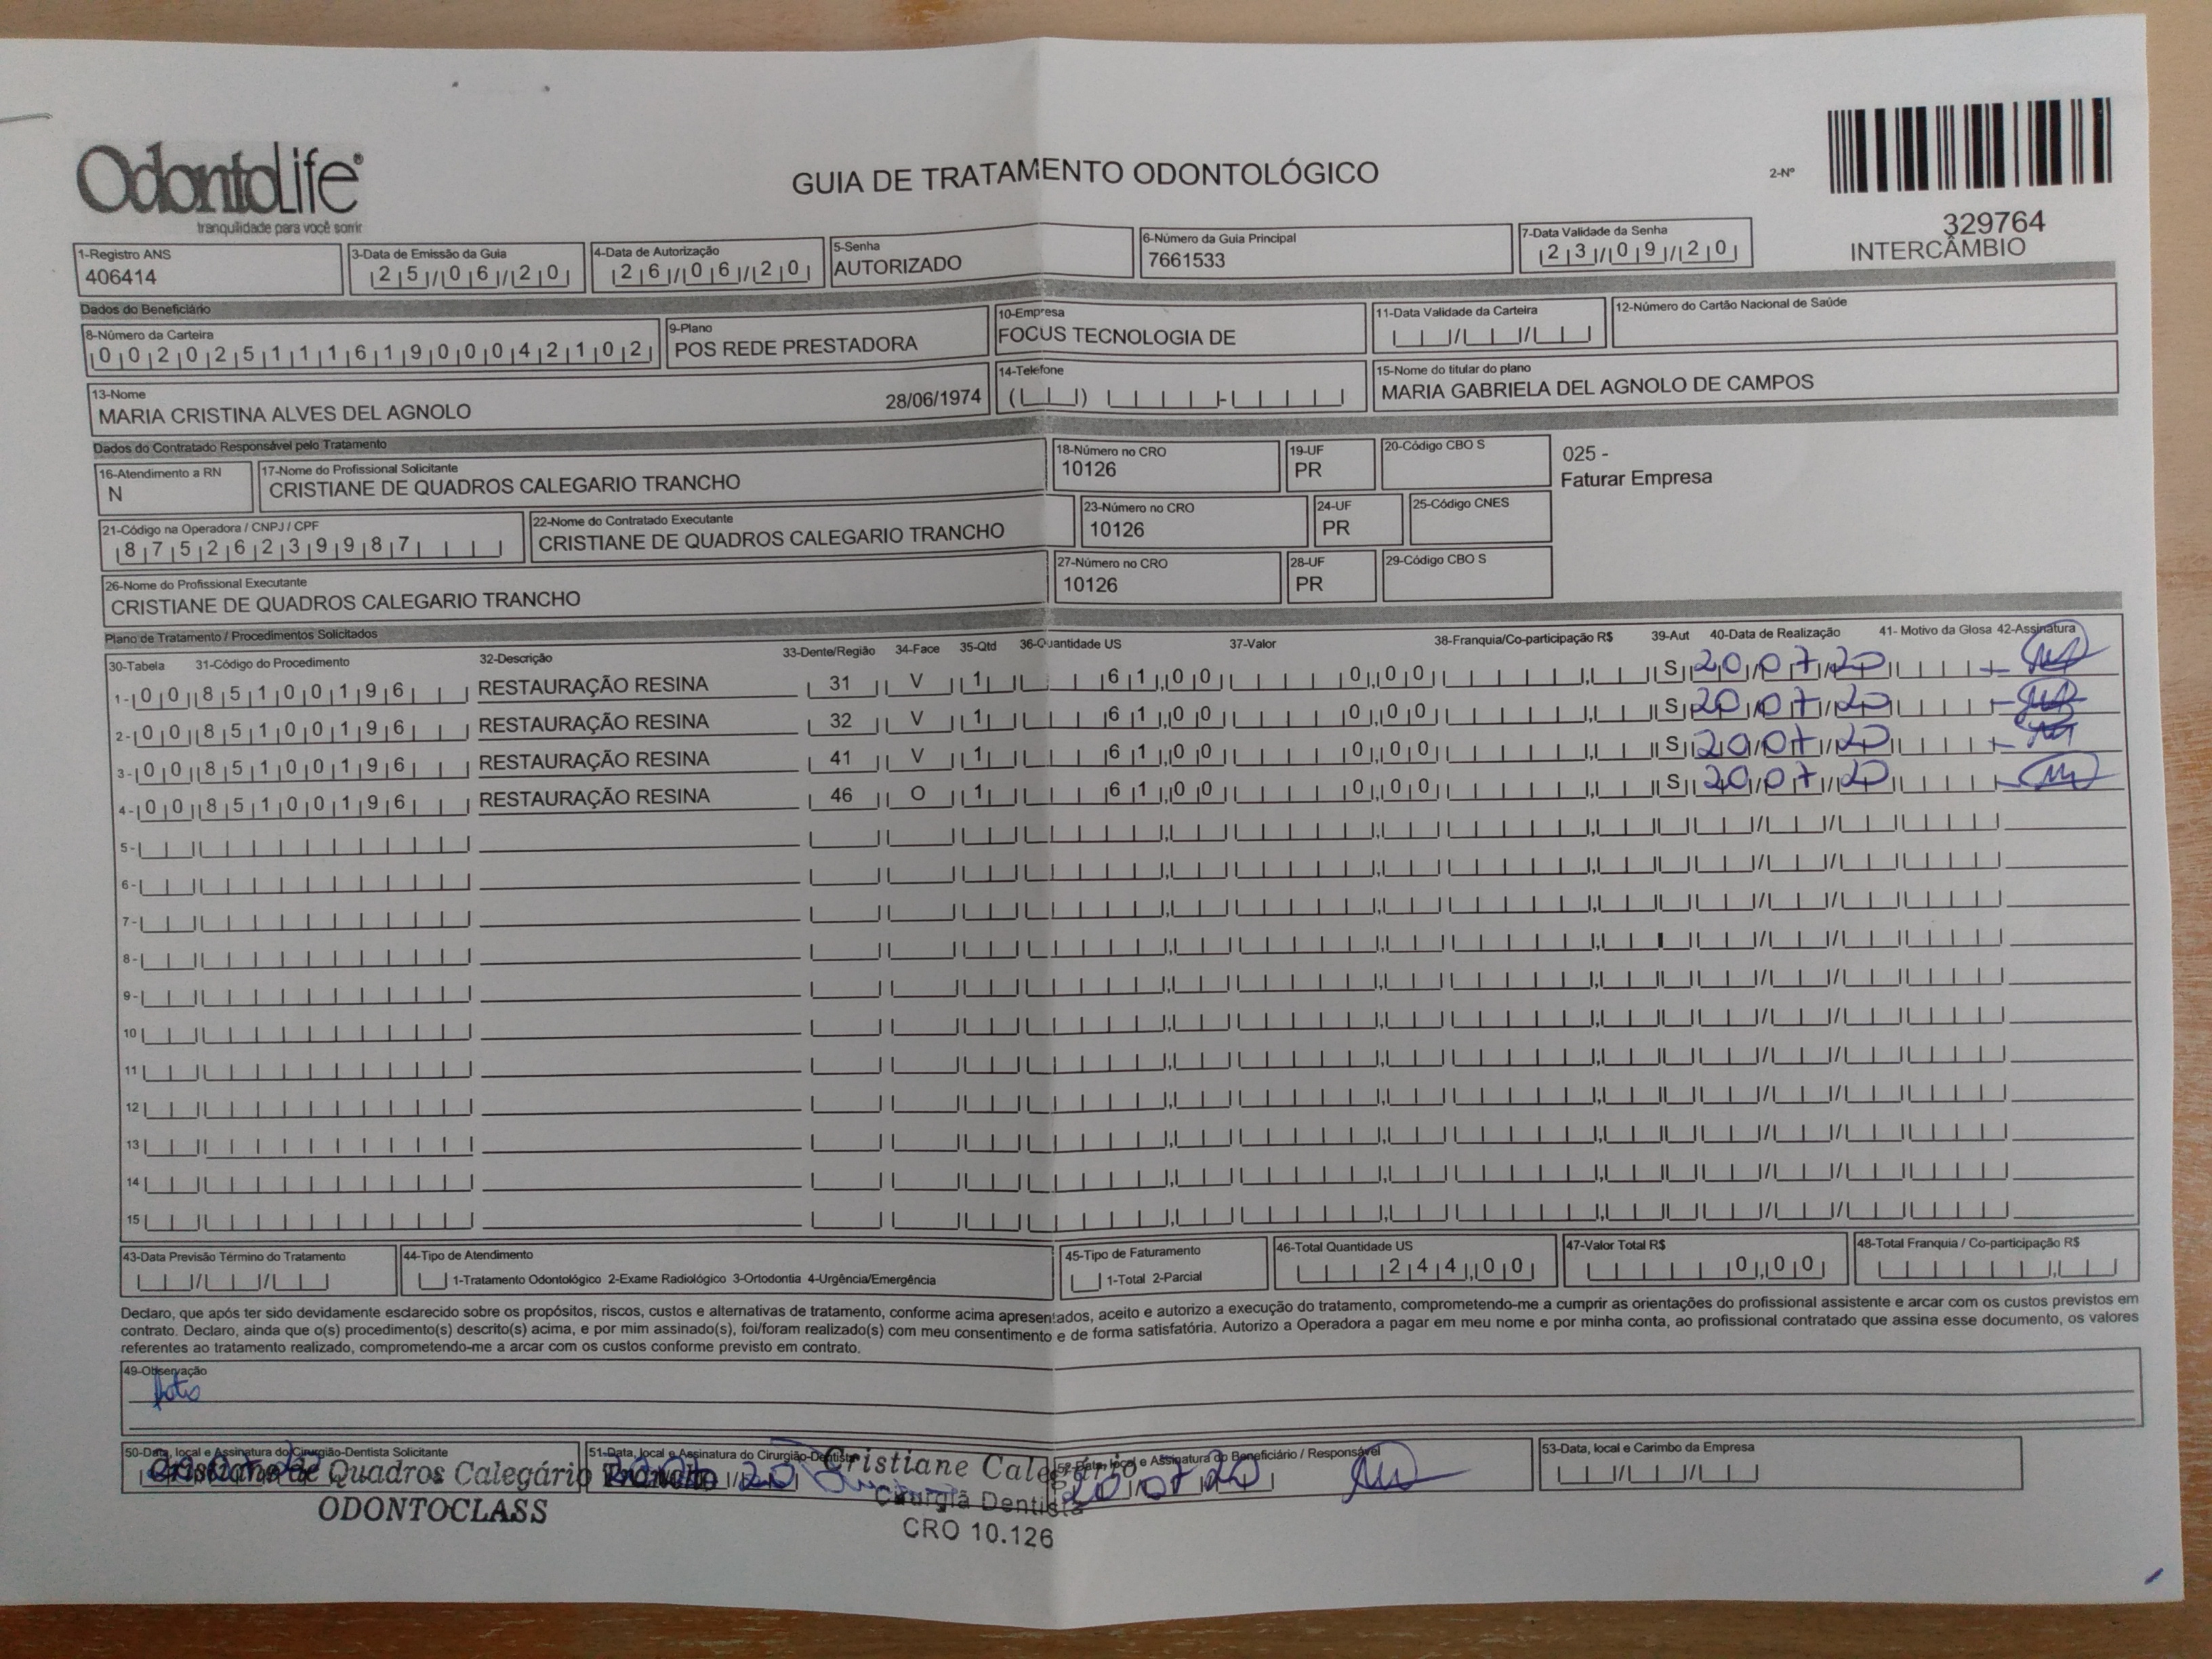 OdontoLife®
tranquilidade para você sorrir
GUIA DE TRATAMENTO ODONTOLÓGICO
2-Nº
329764
INTERCÂMBIO
1-Registro ANS
406414
3-Data de Emissão da Guia
25/06/20
4-Data de Autorização
26/06/20
5-Senha
AUTORIZADO
6-Número da Guia Principal
7661533
7-Data Validade da Senha
23/09/20
Dados do Beneficiário
8-Número da Carteira
00202511161900042102
9-Plano
POS REDE PRESTADORA
10-Empresa
FOCUS TECNOLOGIA DE
11-Data Validade da Carteira
12-Número do Cartão Nacional de Saúde
13-Nome
MARIA CRISTINA ALVES DEL AGNOLO 28/06/1974
14-Telefone
15-Nome do titular do plano
MARIA GABRIELA DEL AGNOLO DE CAMPOS
Dados do Contratado Responsável pelo Tratamento
16-Atendimento a RN
N
17-Nome do Profissional Solicitante
CRISTIANE DE QUADROS CALEGARIO TRANCHO
18-Número no CRO
10126
19-UF
PR
20-Código CBO S
025 -
Faturar Empresa
21-Código na Operadora / CNPJ / CPF
87526239987
22-Nome do Contratado Executante
CRISTIANE DE QUADROS CALEGARIO TRANCHO
23-Número no CRO
10126
24-UF
PR
25-Código CNES
26-Nome do Profissional Executante
CRISTIANE DE QUADROS CALEGARIO TRANCHO
27-Número no CRO
10126
28-UF
PR
29-Código CBO S
Plano de Tratamento / Procedimentos Solicitados
30-Tabela 31-Código do Procedimento 32-Descrição 33-Dente/Região 34-Face 35-Qtd 36-Quantidade US 37-Valor 38-Franquia/Co-participação R$ 39-Aut 40-Data de Realização 41- Motivo da Glosa 42-Assinatura
1- 00 85100196 RESTAURAÇÃO RESINA 31 V 1 61,00 0,00 S 20/07/20
2- 00 85100196 RESTAURAÇÃO RESINA 32 V 1 61,00 0,00 S 20/07/20
3- 00 85100196 RESTAURAÇÃO RESINA 41 V 1 61,00 0,00 S 20/07/20
4- 00 85100196 RESTAURAÇÃO RESINA 46 O 1 61,00 0,00 S 20/07/20
5-
6-
7-
8-
9-
10
11
12
13
14
15
43-Data Previsão Término do Tratamento
44-Tipo de Atendimento
1-Tratamento Odontológico 2-Exame Radiológico 3-Ortodontia 4-Urgência/Emergência
45-Tipo de Faturamento
1-Total 2-Parcial
46-Total Quantidade US
244,00
47-Valor Total R$
0,00
48-Total Franquia / Co-participação R$
Declaro, que após ter sido devidamente esclarecido sobre os propósitos, riscos, custos e alternativas de tratamento, conforme acima apresentados, aceito e autorizo a execução do tratamento, comprometendo-me a cumprir as orientações do profissional assistente e arcar com os custos previstos em
contrato. Declaro, ainda que o(s) procedimento(s) descrito(s) acima, e por mim assinado(s), foi/foram realizado(s) com meu consentimento e de forma satisfatória. Autorizo a Operadora a pagar em meu nome e por minha conta, ao profissional contratado que assina esse documento, os valores
referentes ao tratamento realizado, comprometendo-me a arcar com os custos conforme previsto em contrato.
49-Observação
50-Data, local e Assinatura do Cirurgião-Dentista Solicitante
Cristiane de Quadros Calegário Trancho
ODONTOCLASS
51-Data, local e Assinatura do Cirurgião-Dentista
Cristiane Calegário
Cirurgiã Dentista
CRO 10.126
52-Data, local e Assinatura do Beneficiário / Responsável
20/07/20
53-Data, local e Carimbo da Empresa